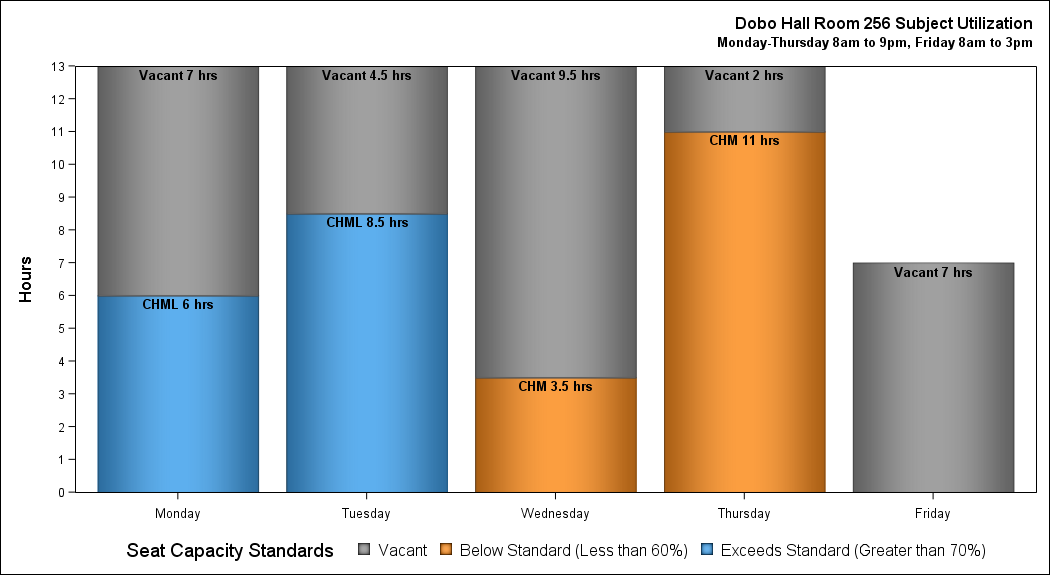 Dobo Hall Room 256 Subject Utilization
Monday-Thursday 8am to 9pm, Friday 8am to 3pm
Hours
13
12
11
10
9
8
7
6
5
4
3
2
1
0
Vacant 7 hrs
CHML 6 hrs
Vacant 4.5 hrs
CHML 8.5 hrs
Vacant 9.5 hrs
CHM 3.5 hrs
Vacant 2 hrs
CHM 11 hrs
Vacant 7 hrs
Monday Tuesday Wednesday Thursday Friday
Seat Capacity Standards Vacant Below Standard (Less than 60%) Exceeds Standard (Greater than 70%)